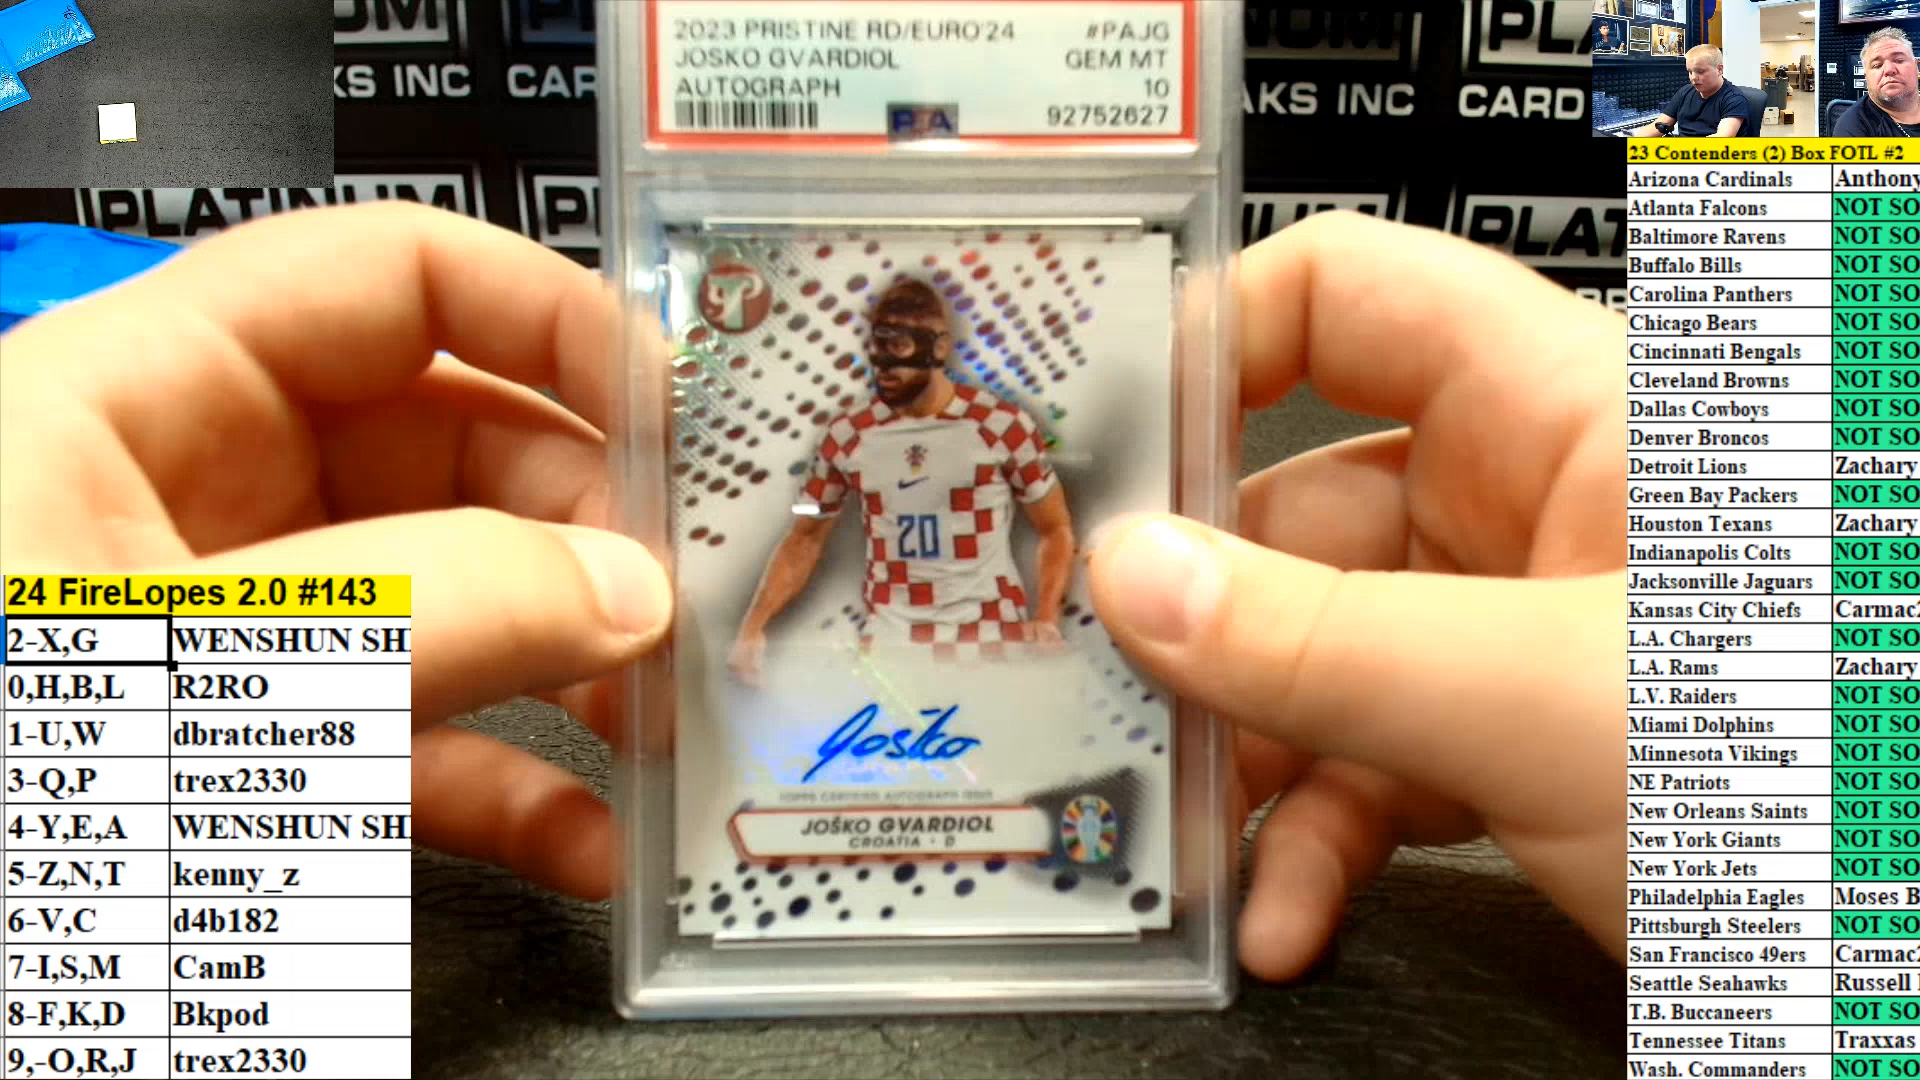 2023 PRISTINE RD/EURO'24 #PAJG
JOSKO GVARDIOL GEM MT
AUTOGRAPH 10
PSA 92752627
20
Joško
TOPPS CERTIFIED AUTOGRAPH ISSUE
JOŠKO GVARDIOL
CROATIA · D
PLATINUM
KS INC CARD
AKS INC CARD
24 FireLopes 2.0 #143
2-X,G WENSHUN SH
0,H,B,L R2RO
1-U,W dbratcher88
3-Q,P trex2330
4-Y,E,A WENSHUN SH
5-Z,N,T kenny_z
6-V,C d4b182
7-I,S,M CamB
8-F,K,D Bkpod
9,-O,R,J trex2330
23 Contenders (2) Box FOTL #2
Arizona Cardinals Anthony
Atlanta Falcons NOT SO
Baltimore Ravens NOT SO
Buffalo Bills NOT SO
Carolina Panthers NOT SO
Chicago Bears NOT SO
Cincinnati Bengals NOT SO
Cleveland Browns NOT SO
Dallas Cowboys NOT SO
Denver Broncos NOT SO
Detroit Lions Zachary
Green Bay Packers NOT SO
Houston Texans Zachary
Indianapolis Colts NOT SO
Jacksonville Jaguars NOT SO
Kansas City Chiefs Carmac2
L.A. Chargers NOT SO
L.A. Rams Zachary
L.V. Raiders NOT SO
Miami Dolphins NOT SO
Minnesota Vikings NOT SO
NE Patriots NOT SO
New Orleans Saints NOT SO
New York Giants NOT SO
New York Jets NOT SO
Philadelphia Eagles Moses B
Pittsburgh Steelers NOT SO
San Francisco 49ers Carmac2
Seattle Seahawks Russell
T.B. Buccaneers NOT SO
Tennessee Titans Traxxas
Wash. Commanders NOT SO